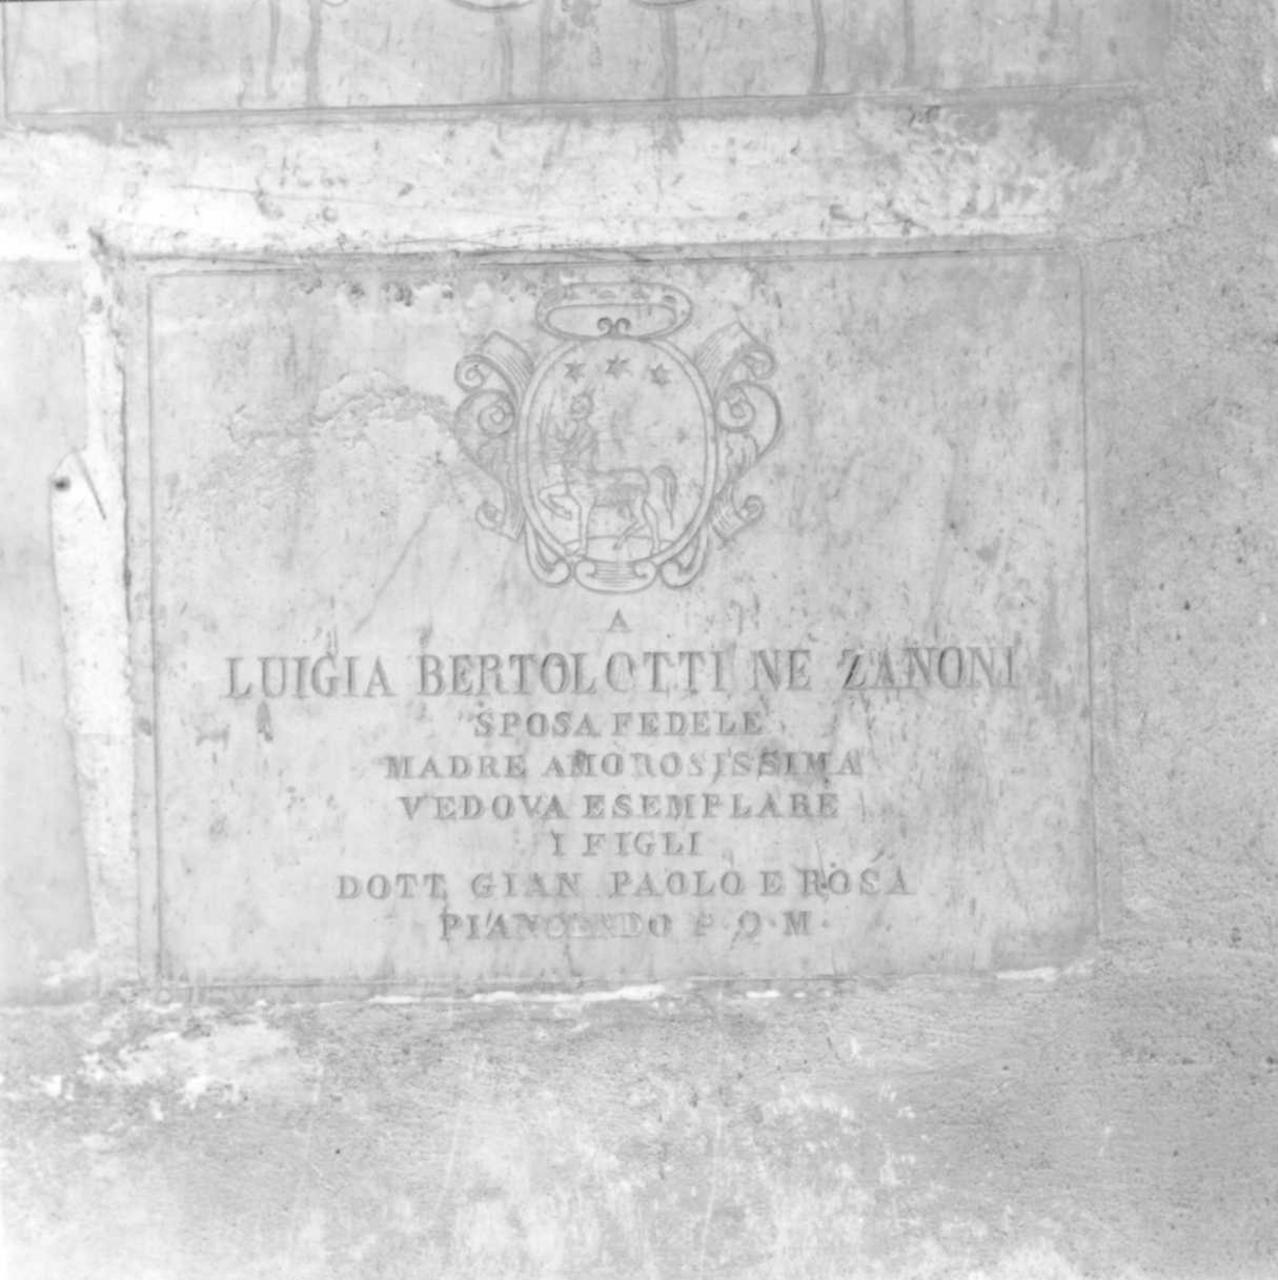 A
LUIGIA BERTOLOTTI NE ZANONI
SPOSA FEDELE
MADRE AMOROSISSIMA
VEDOVA ESEMPLARE
I FIGLI
DOTT, GIAN PAOLO E ROSA
PIANGENDO P·Q·M·